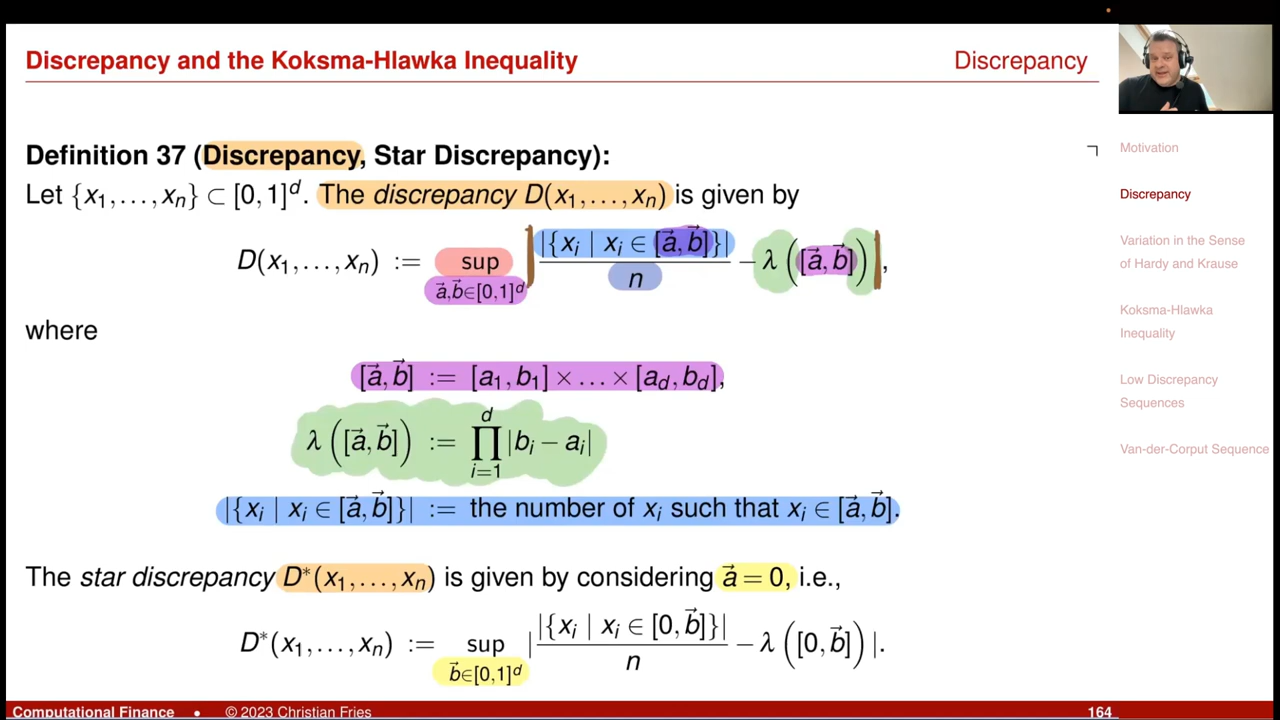 Discrepancy and the Koksma-Hlawka Inequality
Discrepancy
Definition 37 (Discrepancy, Star Discrepancy):
Let {x₁,…,xₙ} ⊂ [0,1]ᵈ. The discrepancy D(x₁,…,xₙ) is given by
D(x₁,…,xₙ) := sup_{a⃗,b⃗∈[0,1]ᵈ} | |{xᵢ | xᵢ ∈ [a⃗,b⃗]}| / n − λ([a⃗,b⃗]) |,
where
[a⃗,b⃗] := [a₁,b₁]×…×[a_d,b_d],
λ([a⃗,b⃗]) := ∏_{i=1}^{d} |bᵢ − aᵢ|
|{xᵢ | xᵢ ∈ [a⃗,b⃗]}| := the number of xᵢ such that xᵢ ∈ [a⃗,b⃗].
The star discrepancy D*(x₁,…,xₙ) is given by considering a⃗ = 0, i.e.,
D*(x₁,…,xₙ) := sup_{b⃗∈[0,1]ᵈ} | |{xᵢ | xᵢ ∈ [0,b⃗]}| / n − λ([0,b⃗]) |.
Motivation
Discrepancy
Variation in the Sense
of Hardy and Krause
Koksma-Hlawka
Inequality
Low Discrepancy
Sequences
Van-der-Corput Sequence
Computational Finance • © 2023 Christian Fries
164